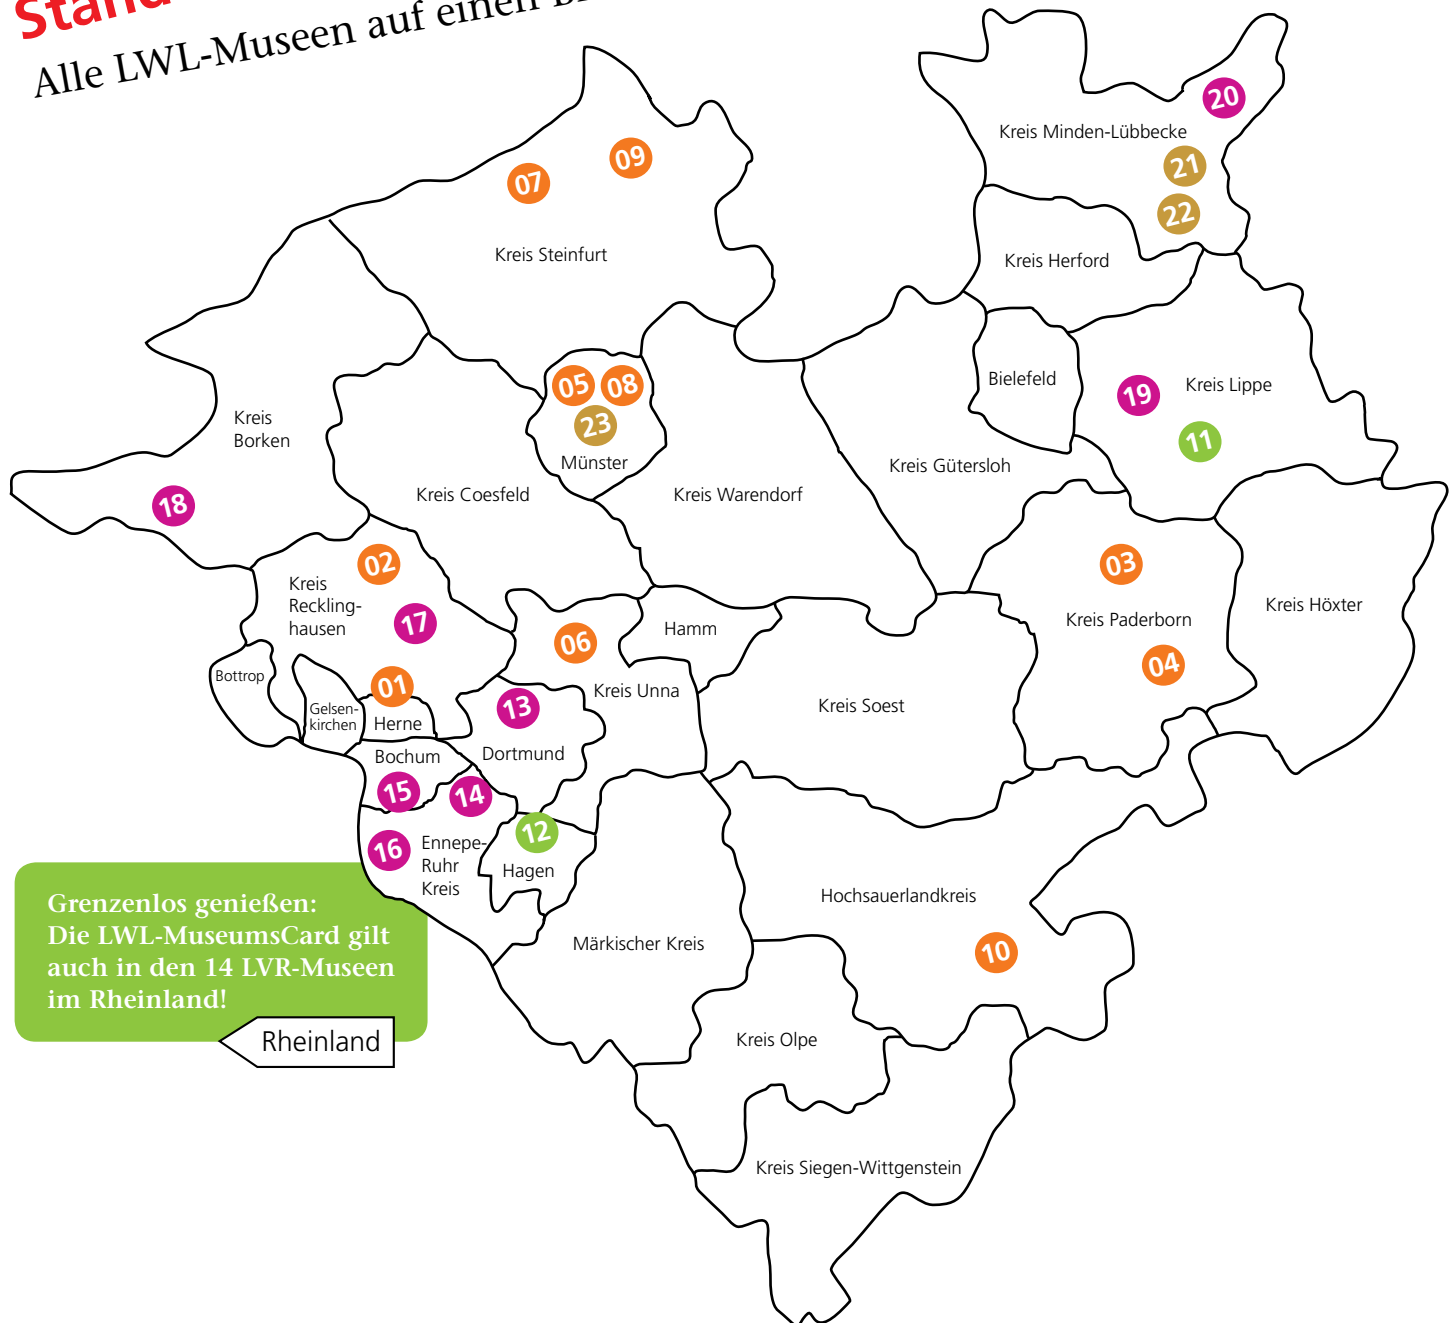 Stand
Alle LWL-Museen auf einen
20
Kreis Minden-Lübbecke
09
21
07
22
Kreis Steinfurt
Kreis Herford
05 08
Bielefeld
Kreis Lippe
19
23
Kreis
Borken
11
Münster
Kreis Gütersloh
Kreis Coesfeld
Kreis Warendorf
18
02
03
Kreis
Reckling-
hausen
17
Kreis Höxter
Kreis Paderborn
Hamm
06
04
Bottrop
01
Kreis Unna
Gelsen-
kirchen
Herne
13
Kreis Soest
Dortmund
Bochum
15
14
12
16
Ennepe-
Ruhr
Kreis
Hagen
Hochsauerlandkreis
Grenzenlos genießen:
Die LWL-MuseumsCard gilt
auch in den 14 LVR-Museen
im Rheinland!
Rheinland
Märkischer Kreis
10
Kreis Olpe
Kreis Siegen-Wittgenstein